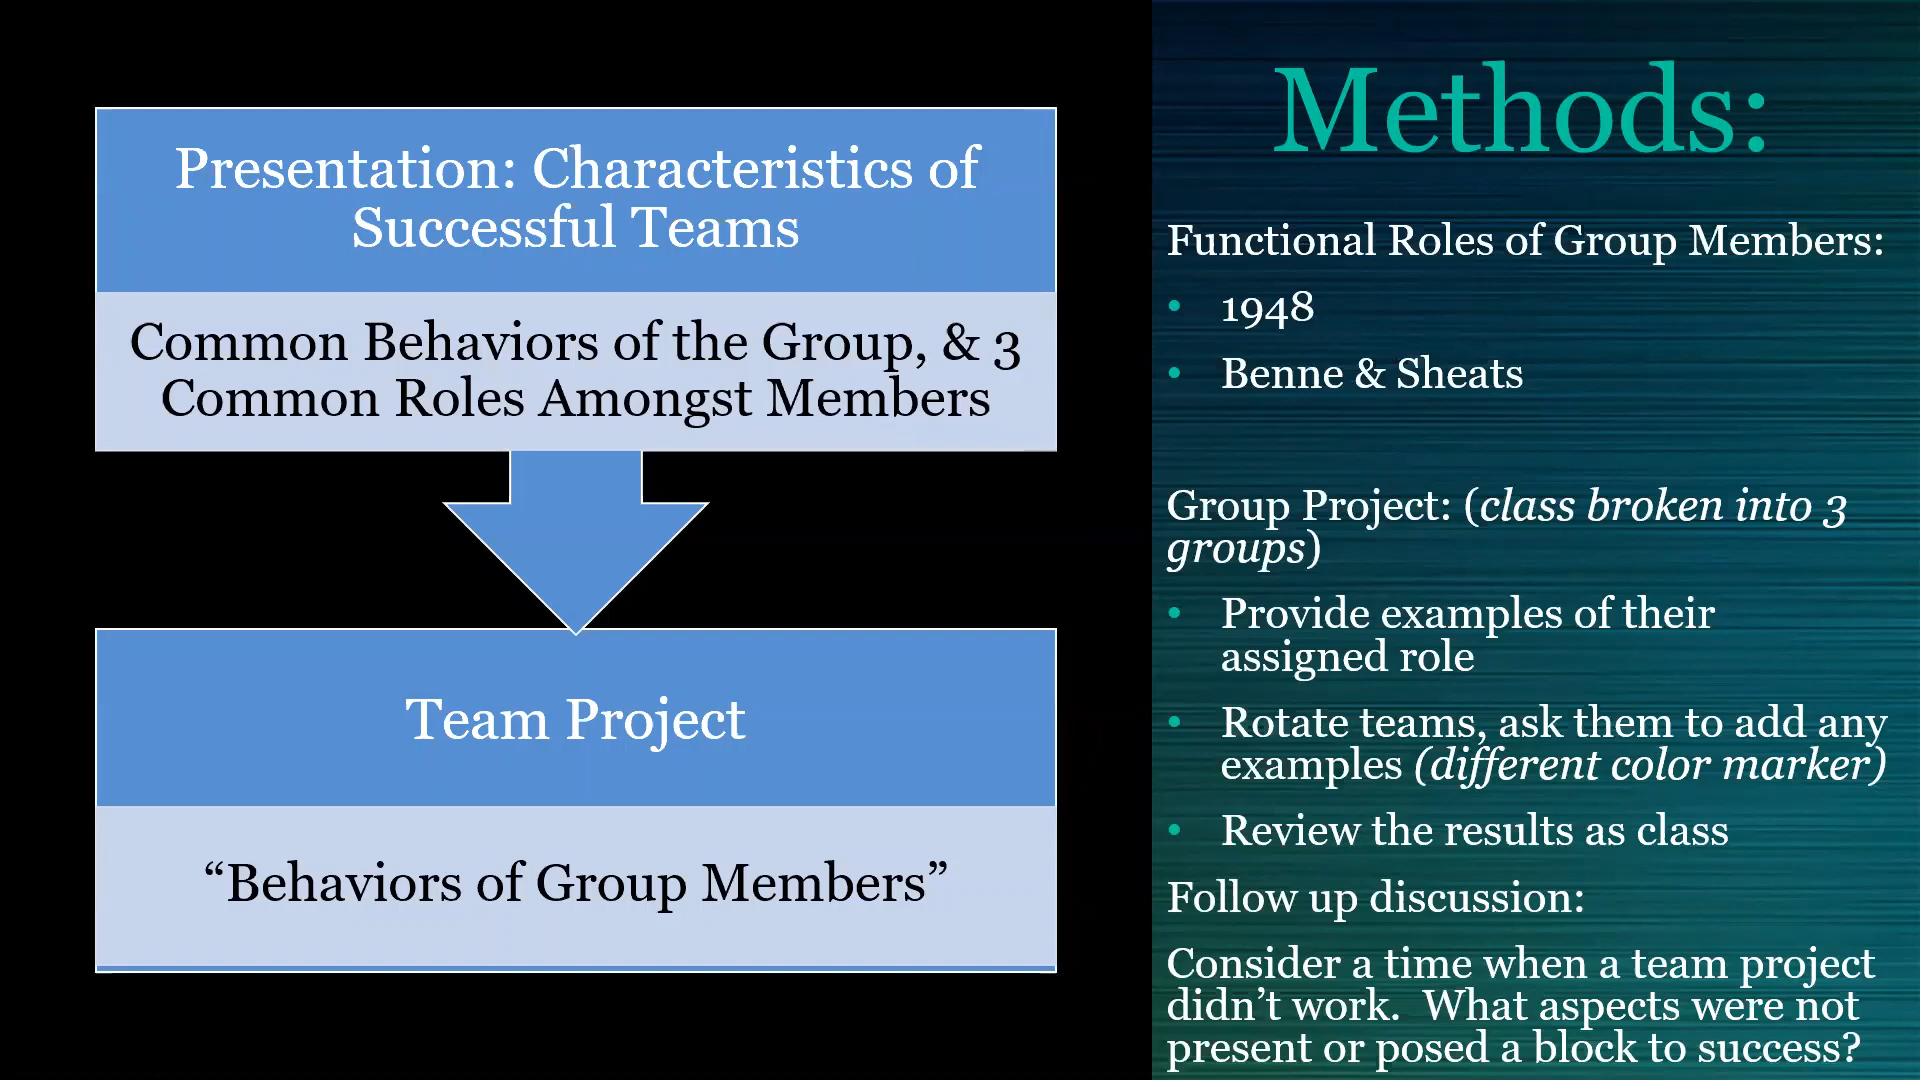 Presentation: Characteristics of
Successful Teams
Common Behaviors of the Group, & 3
Common Roles Amongst Members
Team Project
“Behaviors of Group Members”
Methods:
Functional Roles of Group Members:
• 1948
• Benne & Sheats
Group Project: (class broken into 3
groups)
• Provide examples of their
assigned role
• Rotate teams, ask them to add any
examples (different color marker)
• Review the results as class
Follow up discussion:
Consider a time when a team project
didn’t work.  What aspects were not
present or posed a block to success?